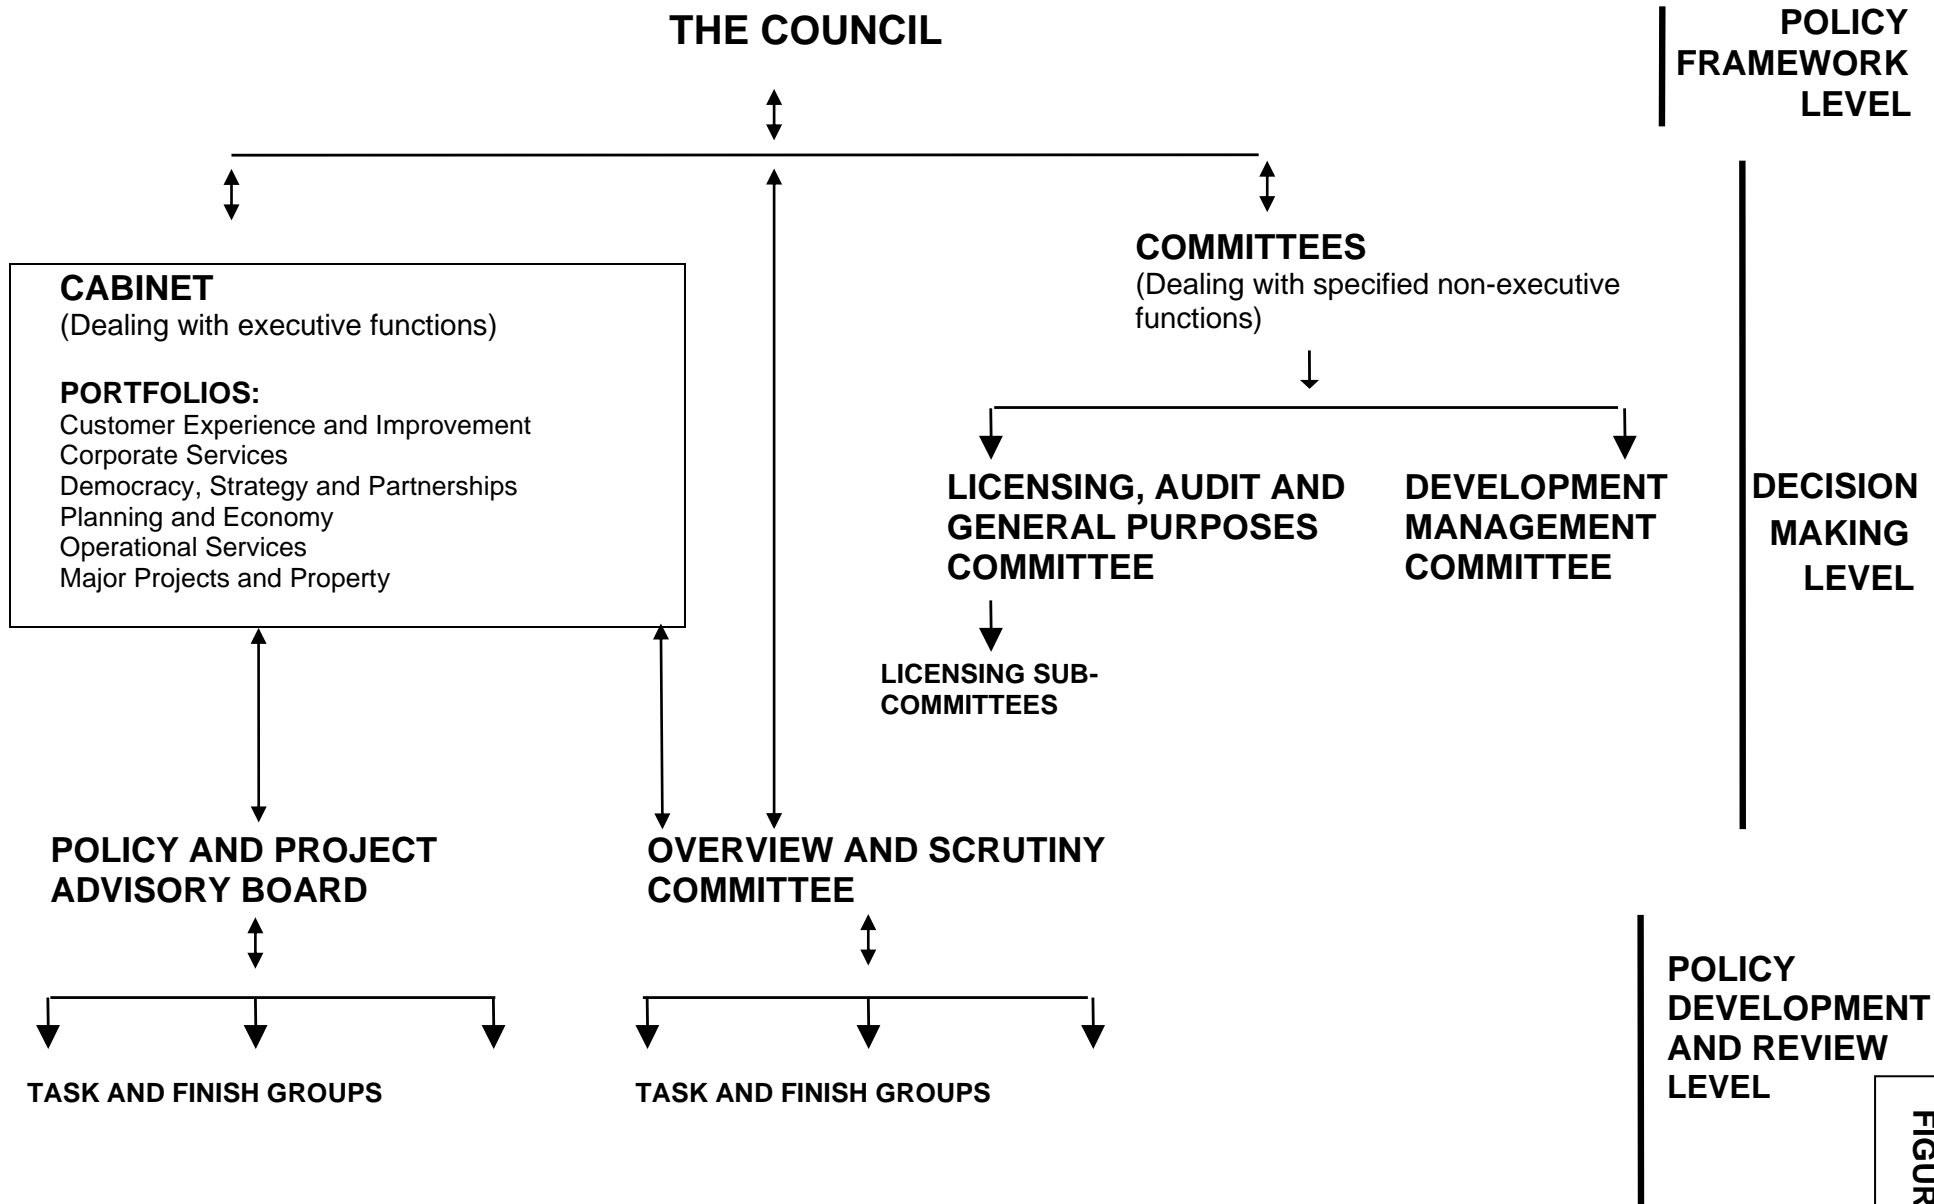 THE COUNCIL
POLICY
FRAMEWORK
LEVEL
CABINET
(Dealing with executive functions)
PORTFOLIOS:
Customer Experience and Improvement
Corporate Services
Democracy, Strategy and Partnerships
Planning and Economy
Operational Services
Major Projects and Property
COMMITTEES
(Dealing with specified non-executive
functions)
LICENSING, AUDIT AND
GENERAL PURPOSES
COMMITTEE
DEVELOPMENT
MANAGEMENT
COMMITTEE
LICENSING SUB-
COMMITTEES
DECISION
MAKING
LEVEL
POLICY AND PROJECT
ADVISORY BOARD
OVERVIEW AND SCRUTINY
COMMITTEE
TASK AND FINISH GROUPS
TASK AND FINISH GROUPS
POLICY
DEVELOPMENT
AND REVIEW
LEVEL